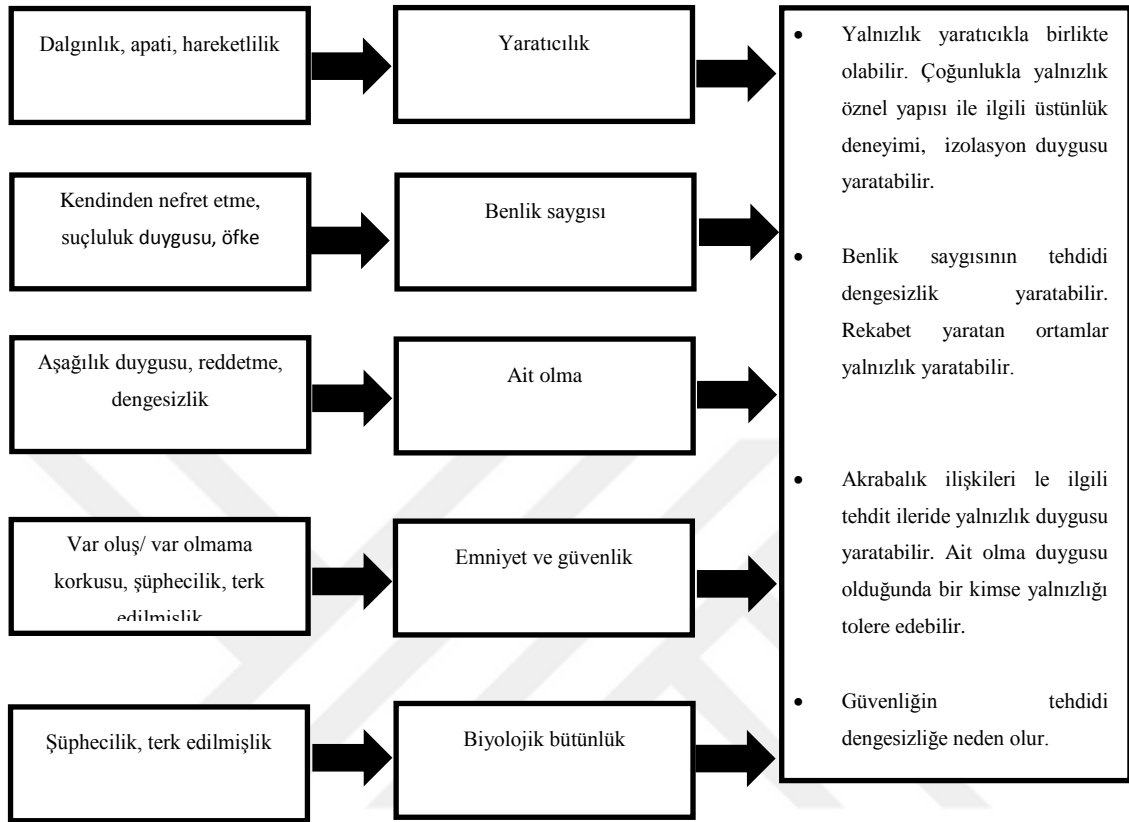 Dalgınlık, apati, hareketlilik
Yaratıcılık
Kendinden nefret etme,
suçluluk duygusu, öfke
Benlik saygısı
Aşağılık duygusu, reddetme,
dengesizlik
Ait olma
Var oluş/ var olmama
korkusu, şüphecilik, terk
edilmişlik
Emniyet ve güvenlik
Şüphecilik, terk edilmişlik
Biyolojik bütünlük
• Yalnızlık yaratıcıkla birlikte
olabilir. Çoğunlukla yalnızlık
öznel yapısı ile ilgili üstünlük
deneyimi, izolasyon duygusu
yaratabilir.
• Benlik saygısının tehdidi
dengesizlik yaratabilir.
Rekabet yaratan ortamlar
yalnızlık yaratabilir.
• Akrabalık ilişkileri le ilgili
tehdit ileride yalnızlık duygusu
yaratabilir. Ait olma duygusu
olduğunda bir kimse yalnızlığı
tolere edebilir.
• Güvenliğin tehdidi
dengesizliğe neden olur.